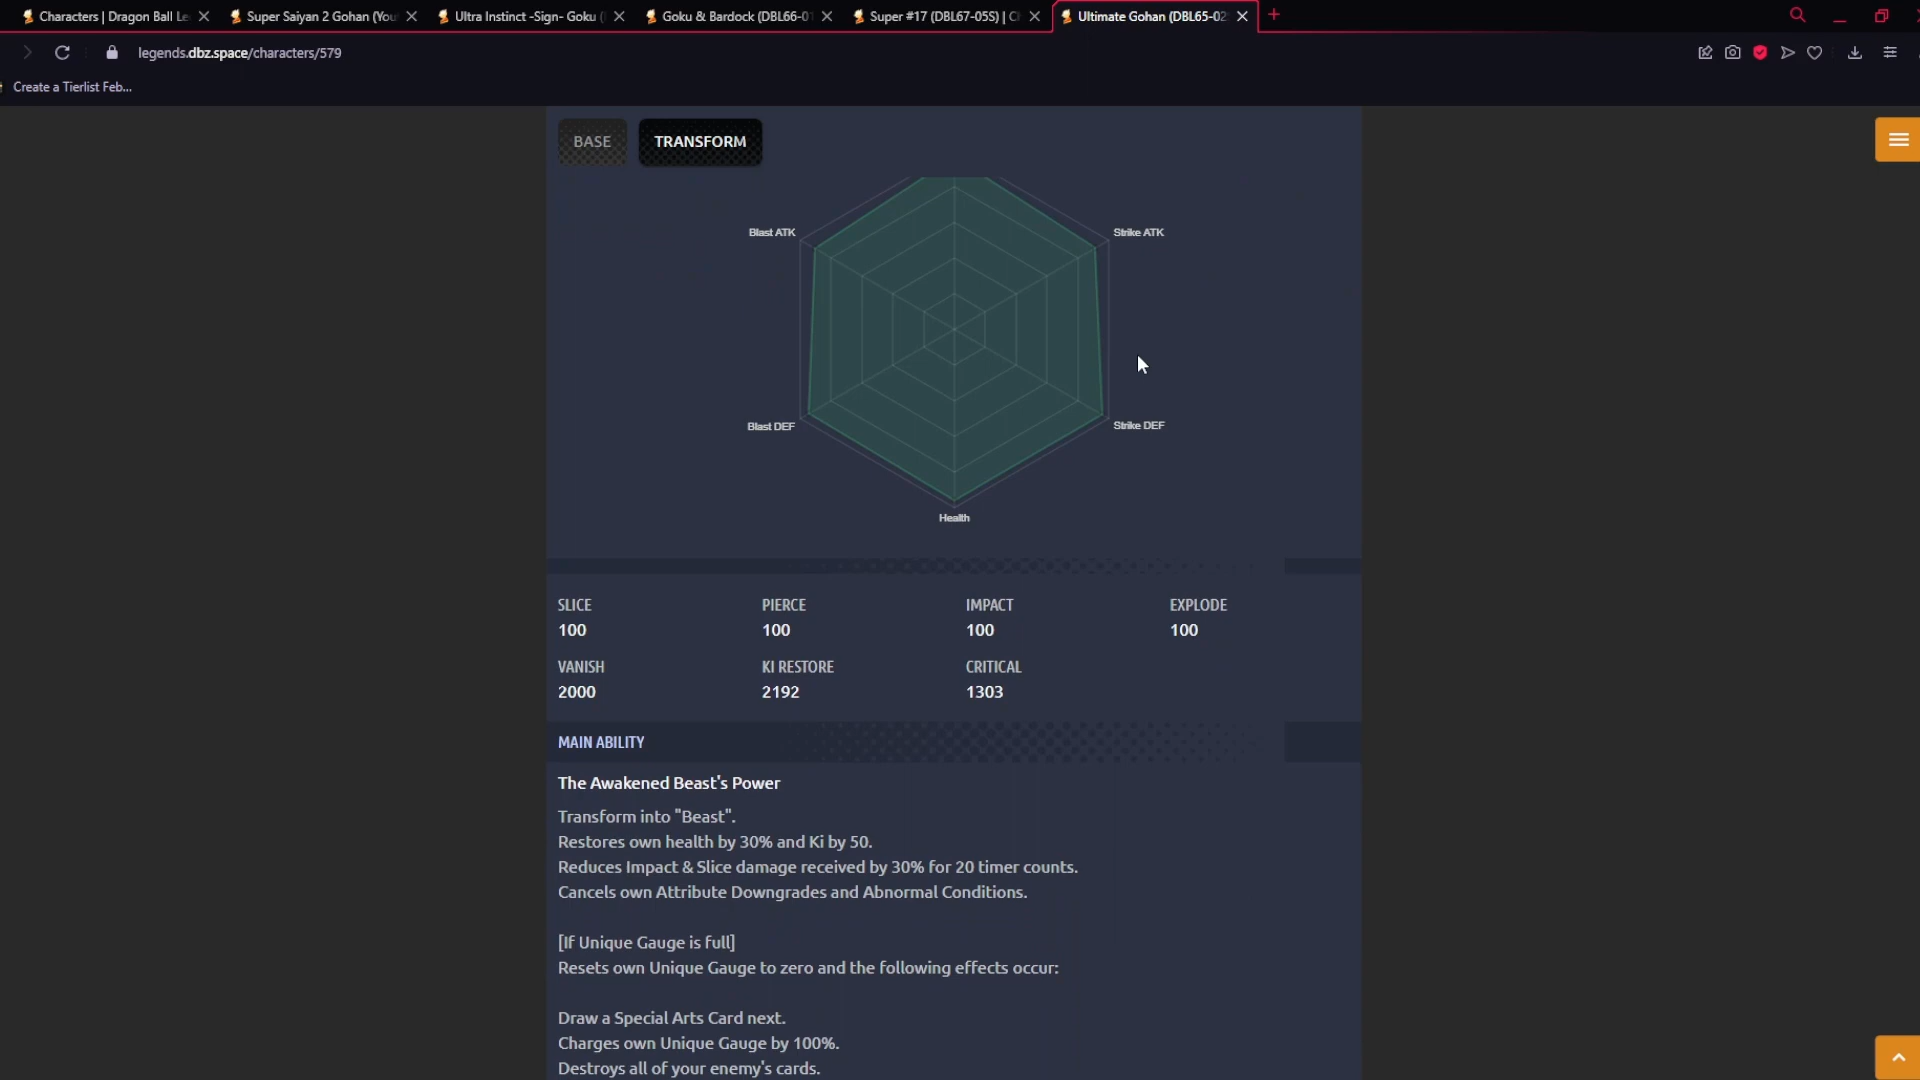 Characters | Dragon Ball Le
Super Saiyan 2 Gohan (You
Ultra Instinct -Sign- Goku (
Goku & Bardock (DBL66-01
Super #17 (DBL67-05S) | C
Ultimate Gohan (DBL65-02
legends.dbz.space/characters/579
Create a Tierlist Feb...
BASE
TRANSFORM
Blast ATK
Strike ATK
Blast DEF
Strike DEF
Health
SLICE
PIERCE
IMPACT
EXPLODE
100
100
100
100
VANISH
KI RESTORE
CRITICAL
2000
2192
1303
MAIN ABILITY
The Awakened Beast's Power
Transform into "Beast".
Restores own health by 30% and Ki by 50.
Reduces Impact & Slice damage received by 30% for 20 timer counts.
Cancels own Attribute Downgrades and Abnormal Conditions.
[If Unique Gauge is full]
Resets own Unique Gauge to zero and the following effects occur:
Draw a Special Arts Card next.
Charges own Unique Gauge by 100%.
Destroys all of your enemy's cards.